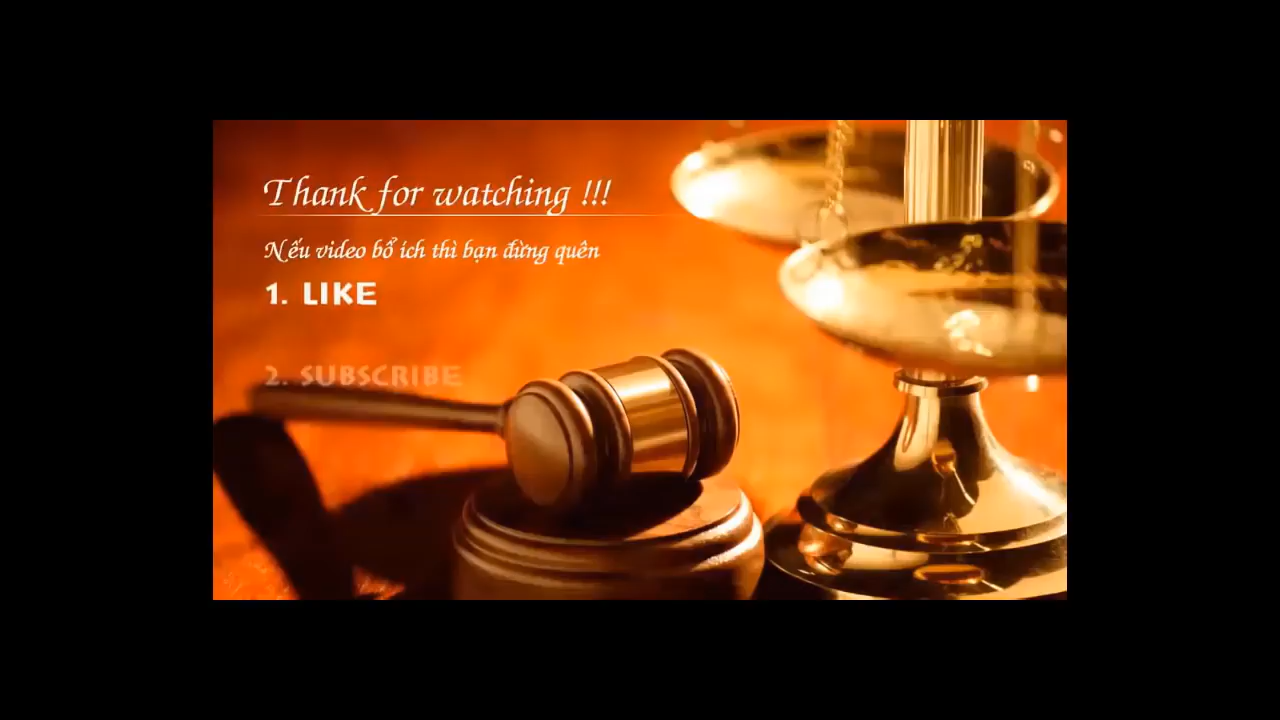 Thank for watching !!!
Nếu video bổ ích thì bạn đừng quên
1. LIKE
2. SUBSCRIBE